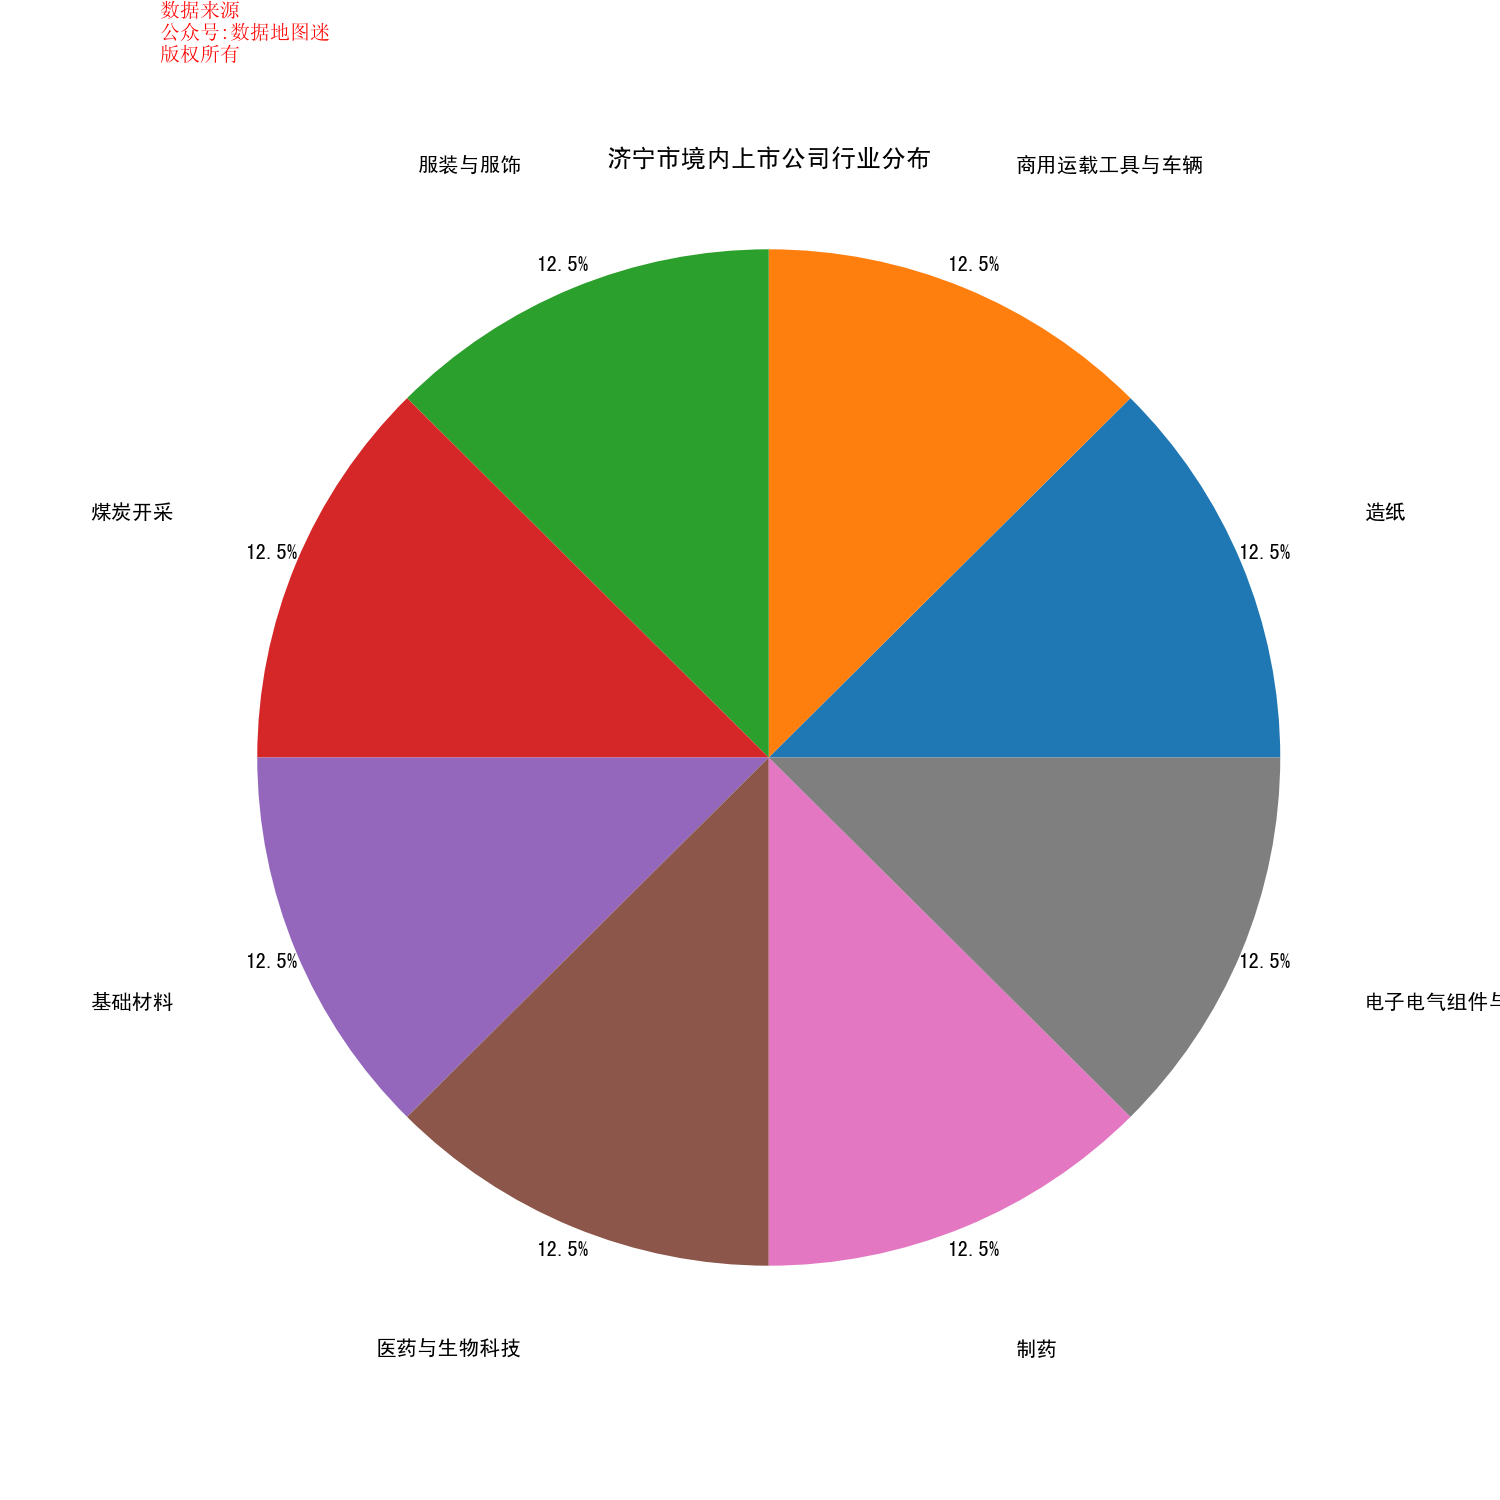 数据来源
公众号:数据地图迷
版权所有
济宁市境内上市公司行业分布
服装与服饰
商用运载工具与车辆
12.5%
12.5%
煤炭开采
造纸
12.5%
12.5%
12.5%
12.5%
基础材料
电子电气组件与
12.5%
12.5%
医药与生物科技
制药